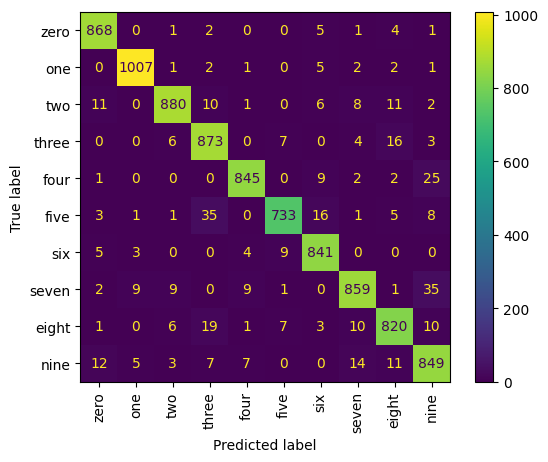 zero 868 0 1 2 0 0 5 1 4 1
one 0 1007 1 2 1 0 5 2 2 1
two 11 0 880 10 1 0 6 8 11 2
three 0 0 6 873 0 7 0 4 16 3
four 1 0 0 0 845 0 9 2 2 25
five 3 1 1 35 0 733 16 1 5 8
six 5 3 0 0 4 9 841 0 0 0
seven 2 9 9 0 9 1 0 859 1 35
eight 1 0 6 19 1 7 3 10 820 10
nine 12 5 3 7 7 0 0 14 11 849
True label
zero one two three four five six seven eight nine
Predicted label
1000
800
600
400
200
0